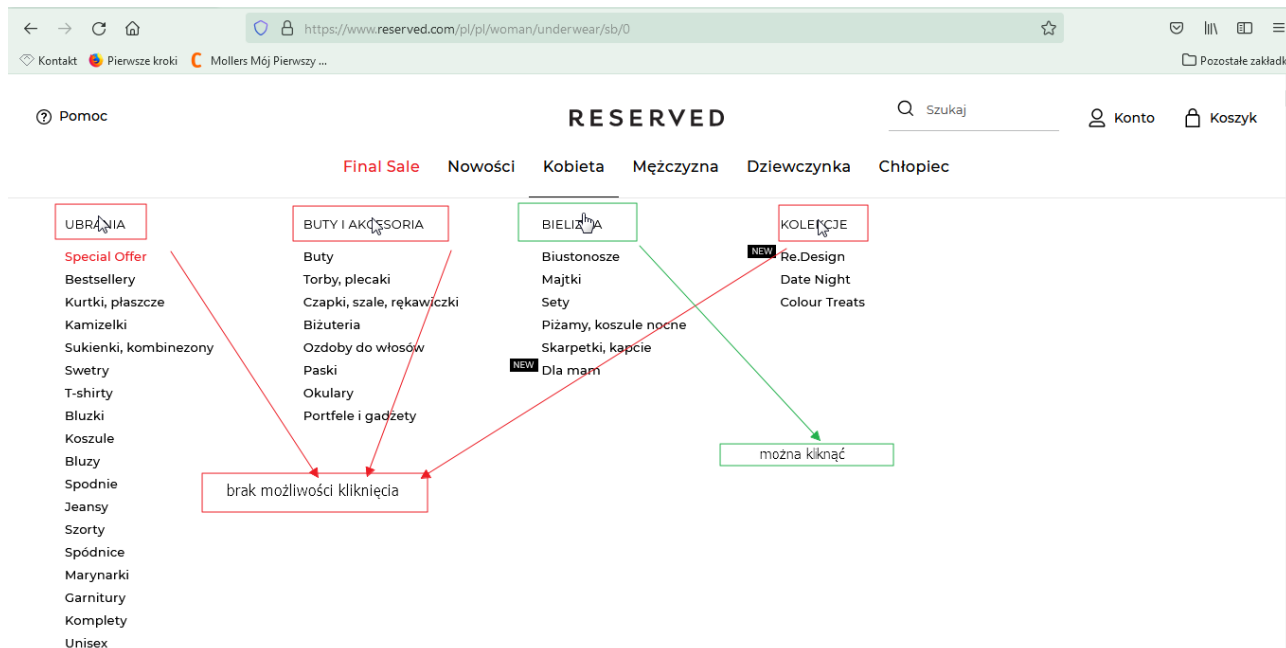 https://www.reserved.com/pl/pl/woman/underwear/sb/0
Kontakt Pierwsze kroki Mollers Mój Pierwszy ... Pozostałe zakładk
Pomoc RESERVED Szukaj Konto Koszyk
Final Sale Nowości Kobieta Mężczyzna Dziewczynka Chłopiec
UBRANIA
Special Offer
Bestsellery
Kurtki, płaszcze
Kamizelki
Sukienki, kombinezony
Swetry
T-shirty
Bluzki
Koszule
Bluzy
Spodnie
Jeansy
Szorty
Spódnice
Marynarki
Garnitury
Komplety
Unisex
BUTY I AKCESORIA
Buty
Torby, plecaki
Czapki, szale, rękawiczki
Biżuteria
Ozdoby do włosów
Paski
Okulary
Portfele i gadżety
BIELIZNA
Biustonosze
Majtki
Sety
Piżamy, koszule nocne
Skarpetki, kapcie
NEW Dla mam
KOLEKCJE
NEW Re.Design
Date Night
Colour Treats
można kliknąć
brak możliwości kliknięcia